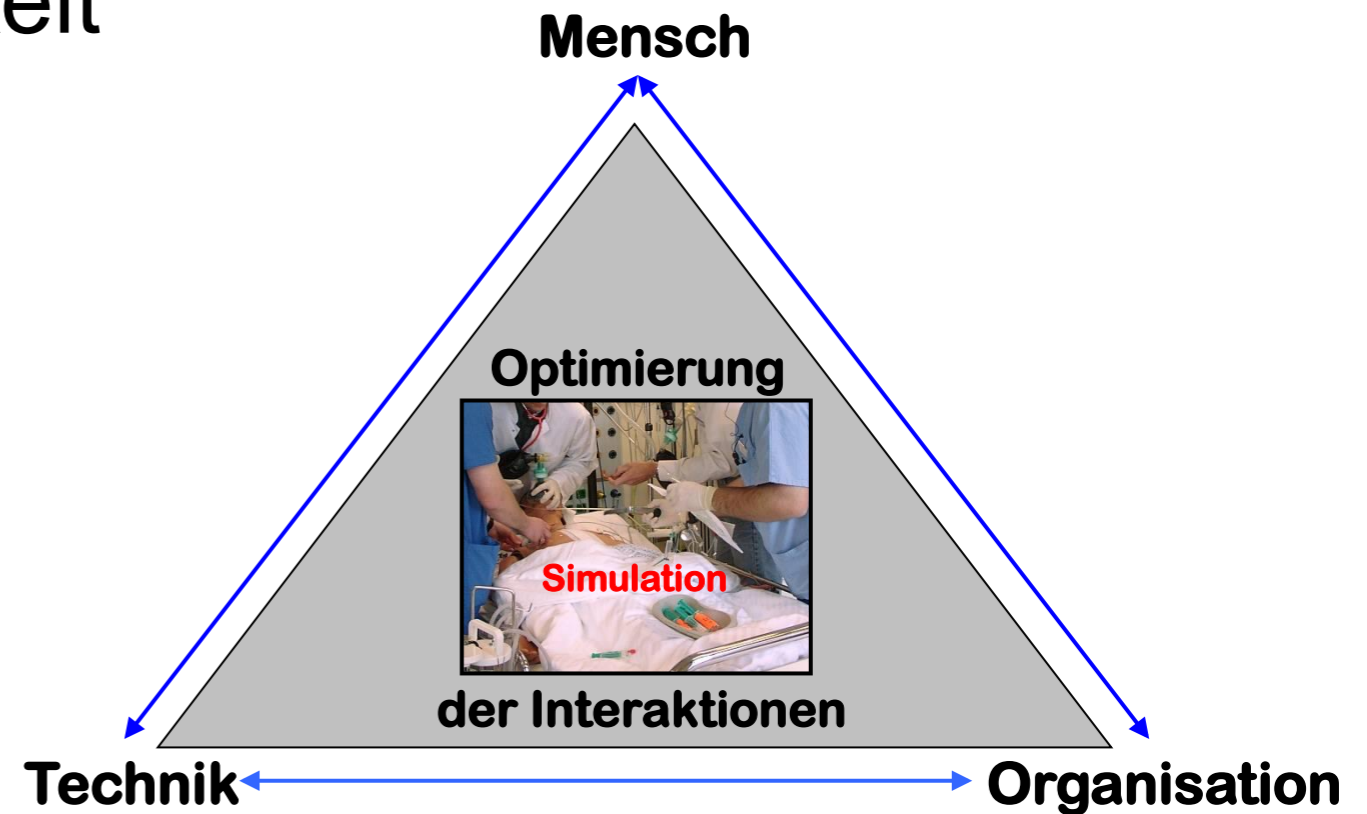 Mensch
Optimierung
Simulation
der Interaktionen
Technik
Organisation